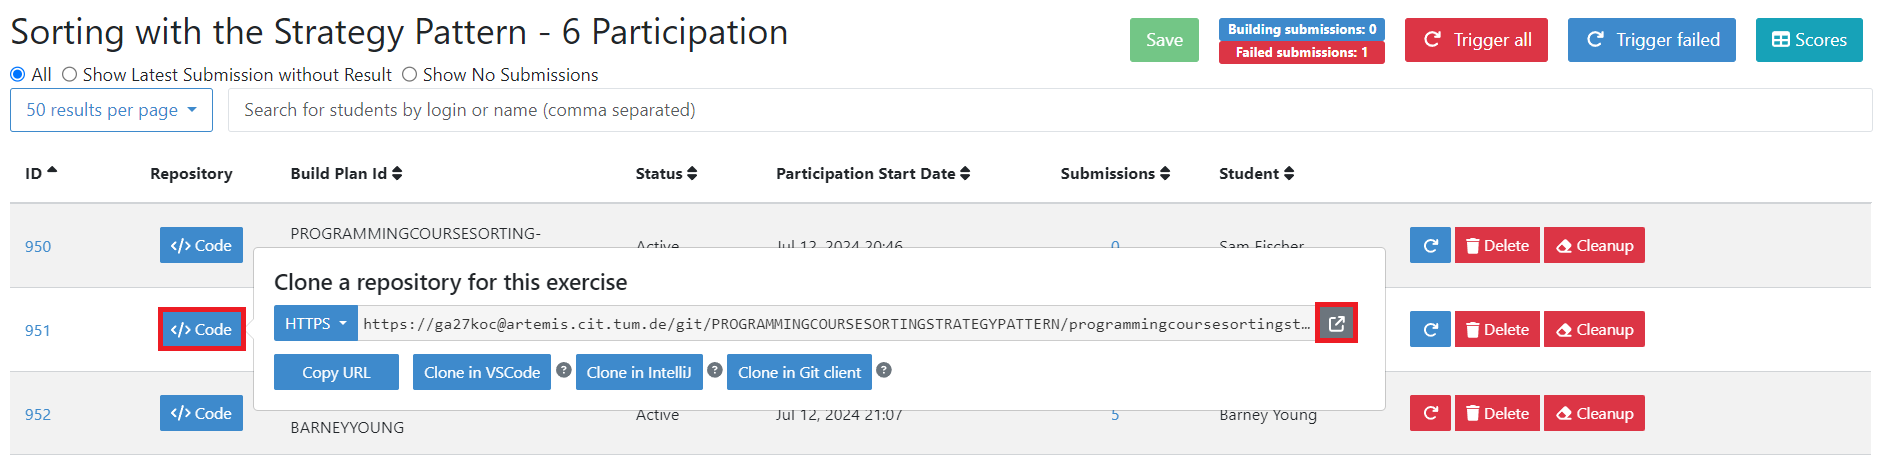 Sorting with the Strategy Pattern - 6 Participation
Save
Building submissions: 0
Failed submissions: 1
Trigger all
Trigger failed
Scores
All Show Latest Submission without Result Show No Submissions
50 results per page
Search for students by login or name (comma separated)
ID Repository Build Plan Id Status Participation Start Date Submissions Student
PROGRAMMINGCOURSESORTING-
950 Code Active Jul 12, 2024 20:46 0 Sam Fischer Delete Cleanup
Clone a repository for this exercise
951 Code HTTPS https://ga27koc@artemis.cit.tum.de/git/PROGRAMMINGCOURSESORTINGSTRATEGYPATTERN/programmingcoursesortingst... Delete Cleanup
Copy URL Clone in VSCode ? Clone in IntelliJ ? Clone in Git client ?
952 Code Active Jul 12, 2024 21:07 5 Barney Young Delete Cleanup
BARNEYYOUNG